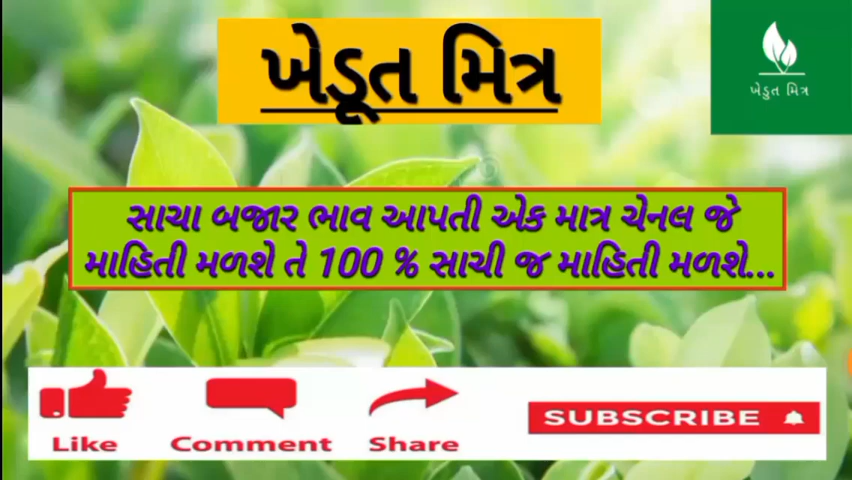 ખેડૂત મિત્ર
ખેડુત મિત્ર
સાચા બજાર ભાવ આપતી એક માત્ર ચેનલ જે
માહિતી મળશે તે 100 % સાચી જ માહિતી મળશે...
Like Comment Share SUBSCRIBE